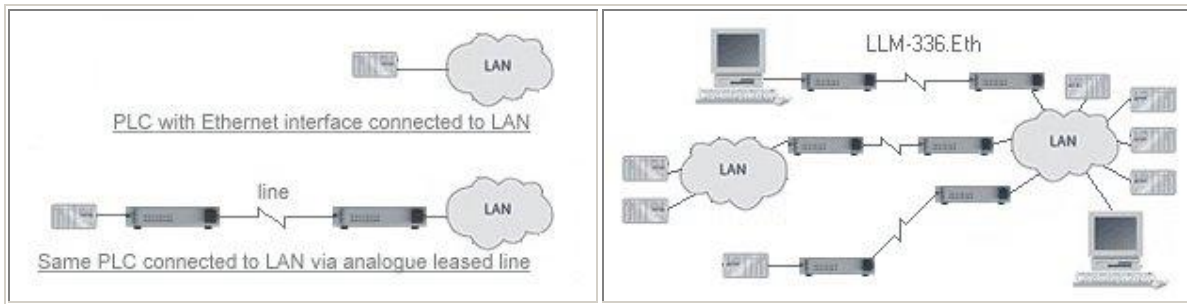 LAN
PLC with Ethernet interface connected to LAN
line
LAN
Same PLC connected to LAN via analogue leased line
LLM-336.Eth
LAN
LAN